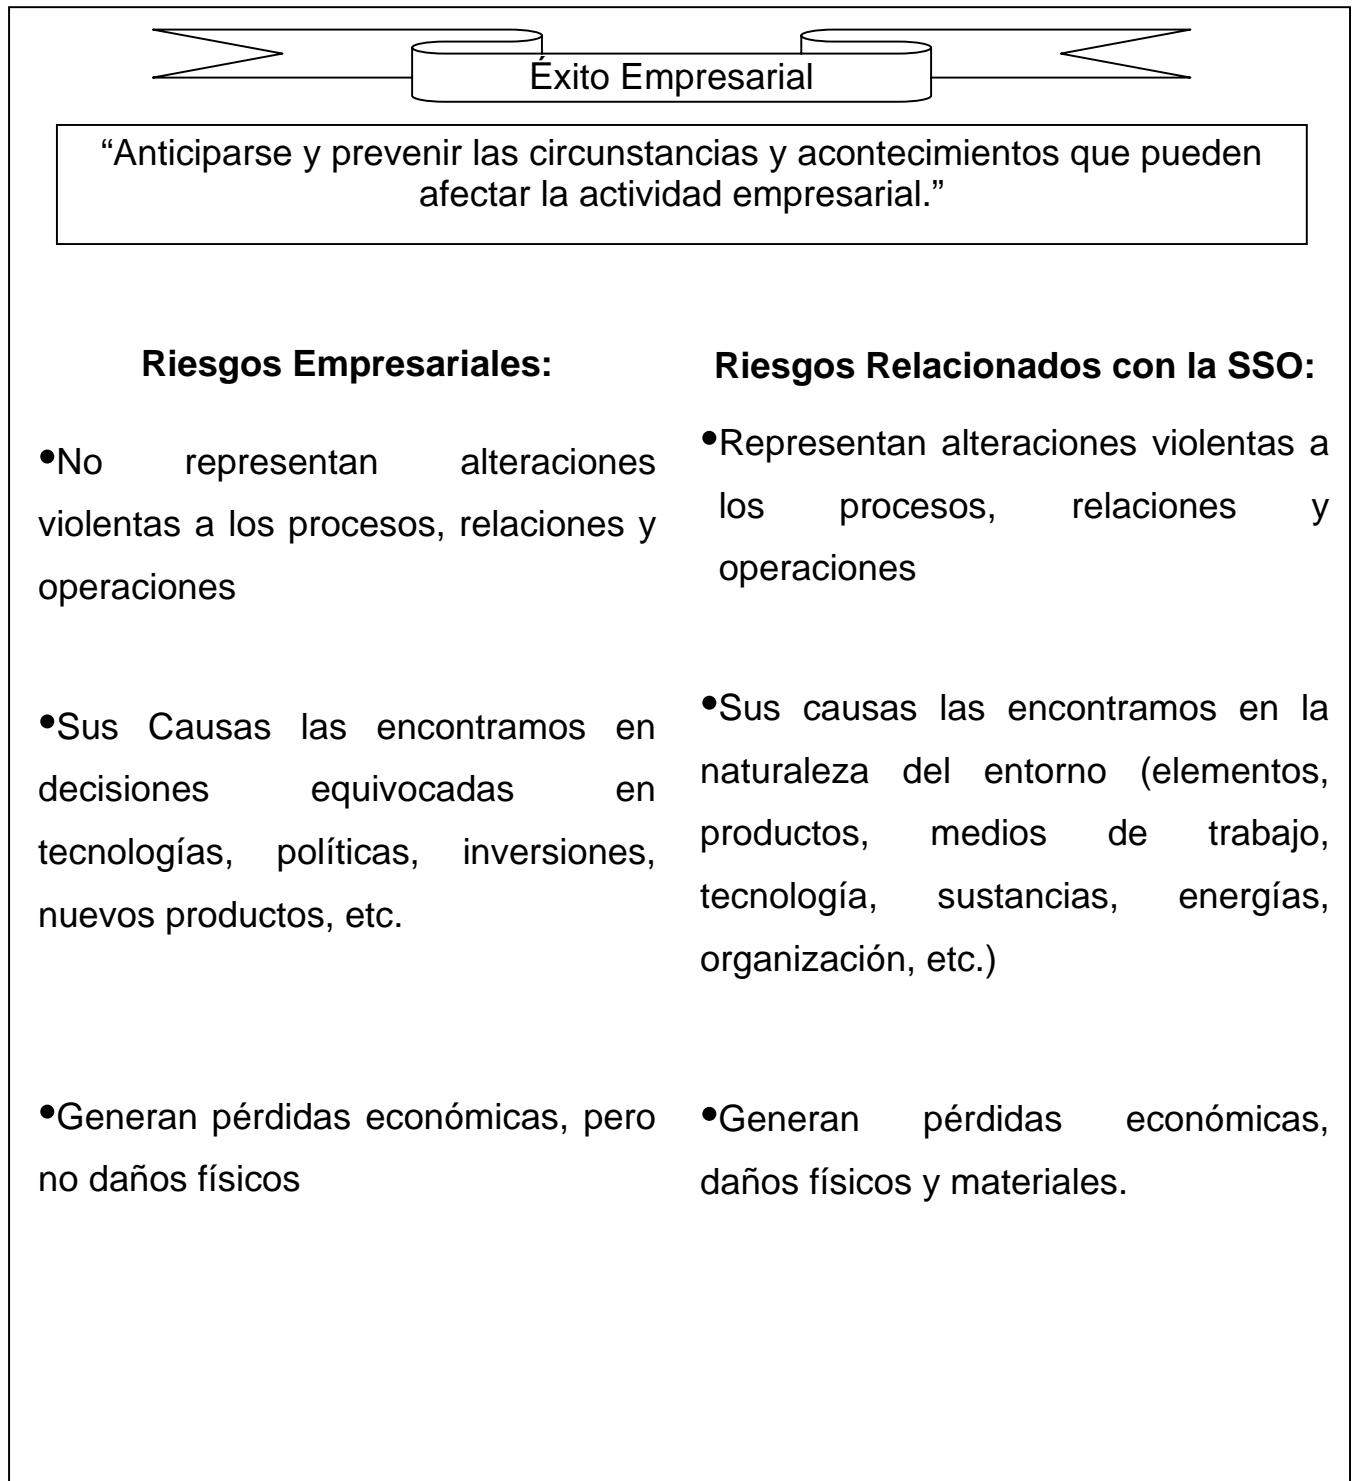 Éxito Empresarial
“Anticiparse y prevenir las circunstancias y acontecimientos que pueden
afectar la actividad empresarial.”
Riesgos Empresariales:
•No representan alteraciones
violentas a los procesos, relaciones y
operaciones
•Sus Causas las encontramos en
decisiones equivocadas en
tecnologías, políticas, inversiones,
nuevos productos, etc.
•Generan pérdidas económicas, pero
no daños físicos
Riesgos Relacionados con la SSO:
•Representan alteraciones violentas a
los procesos, relaciones y
operaciones
•Sus causas las encontramos en la
naturaleza del entorno (elementos,
productos, medios de trabajo,
tecnología, sustancias, energías,
organización, etc.)
•Generan pérdidas económicas,
daños físicos y materiales.